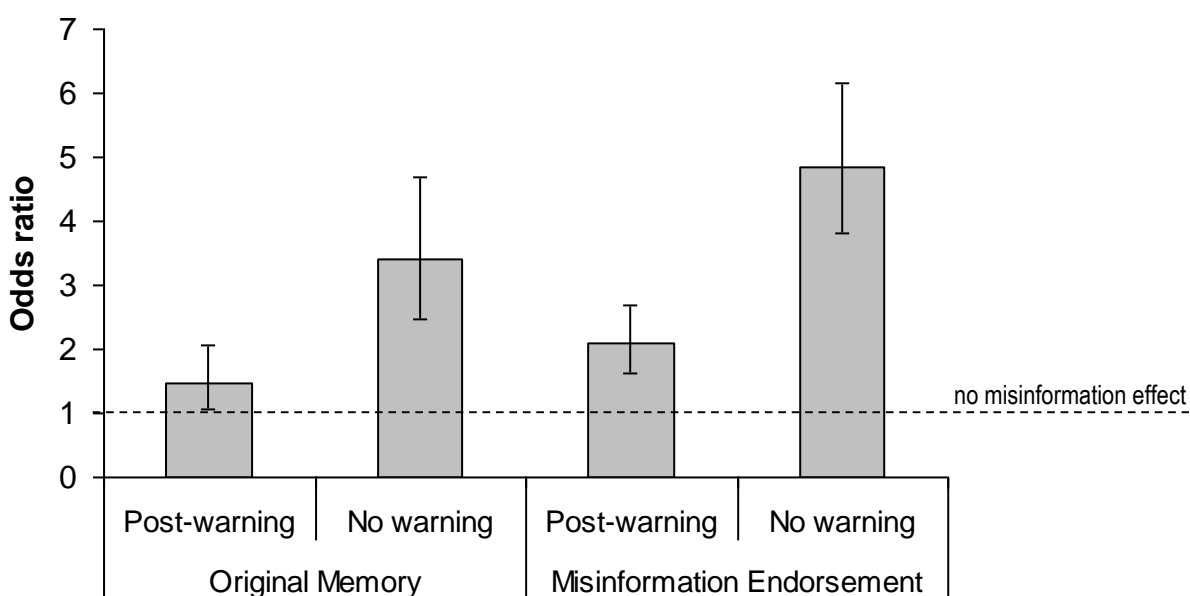 7
6
5
4
3
2
1
0
Odds ratio
no misinformation effect
Post-warning No warning Post-warning No warning
Original Memory Misinformation Endorsement